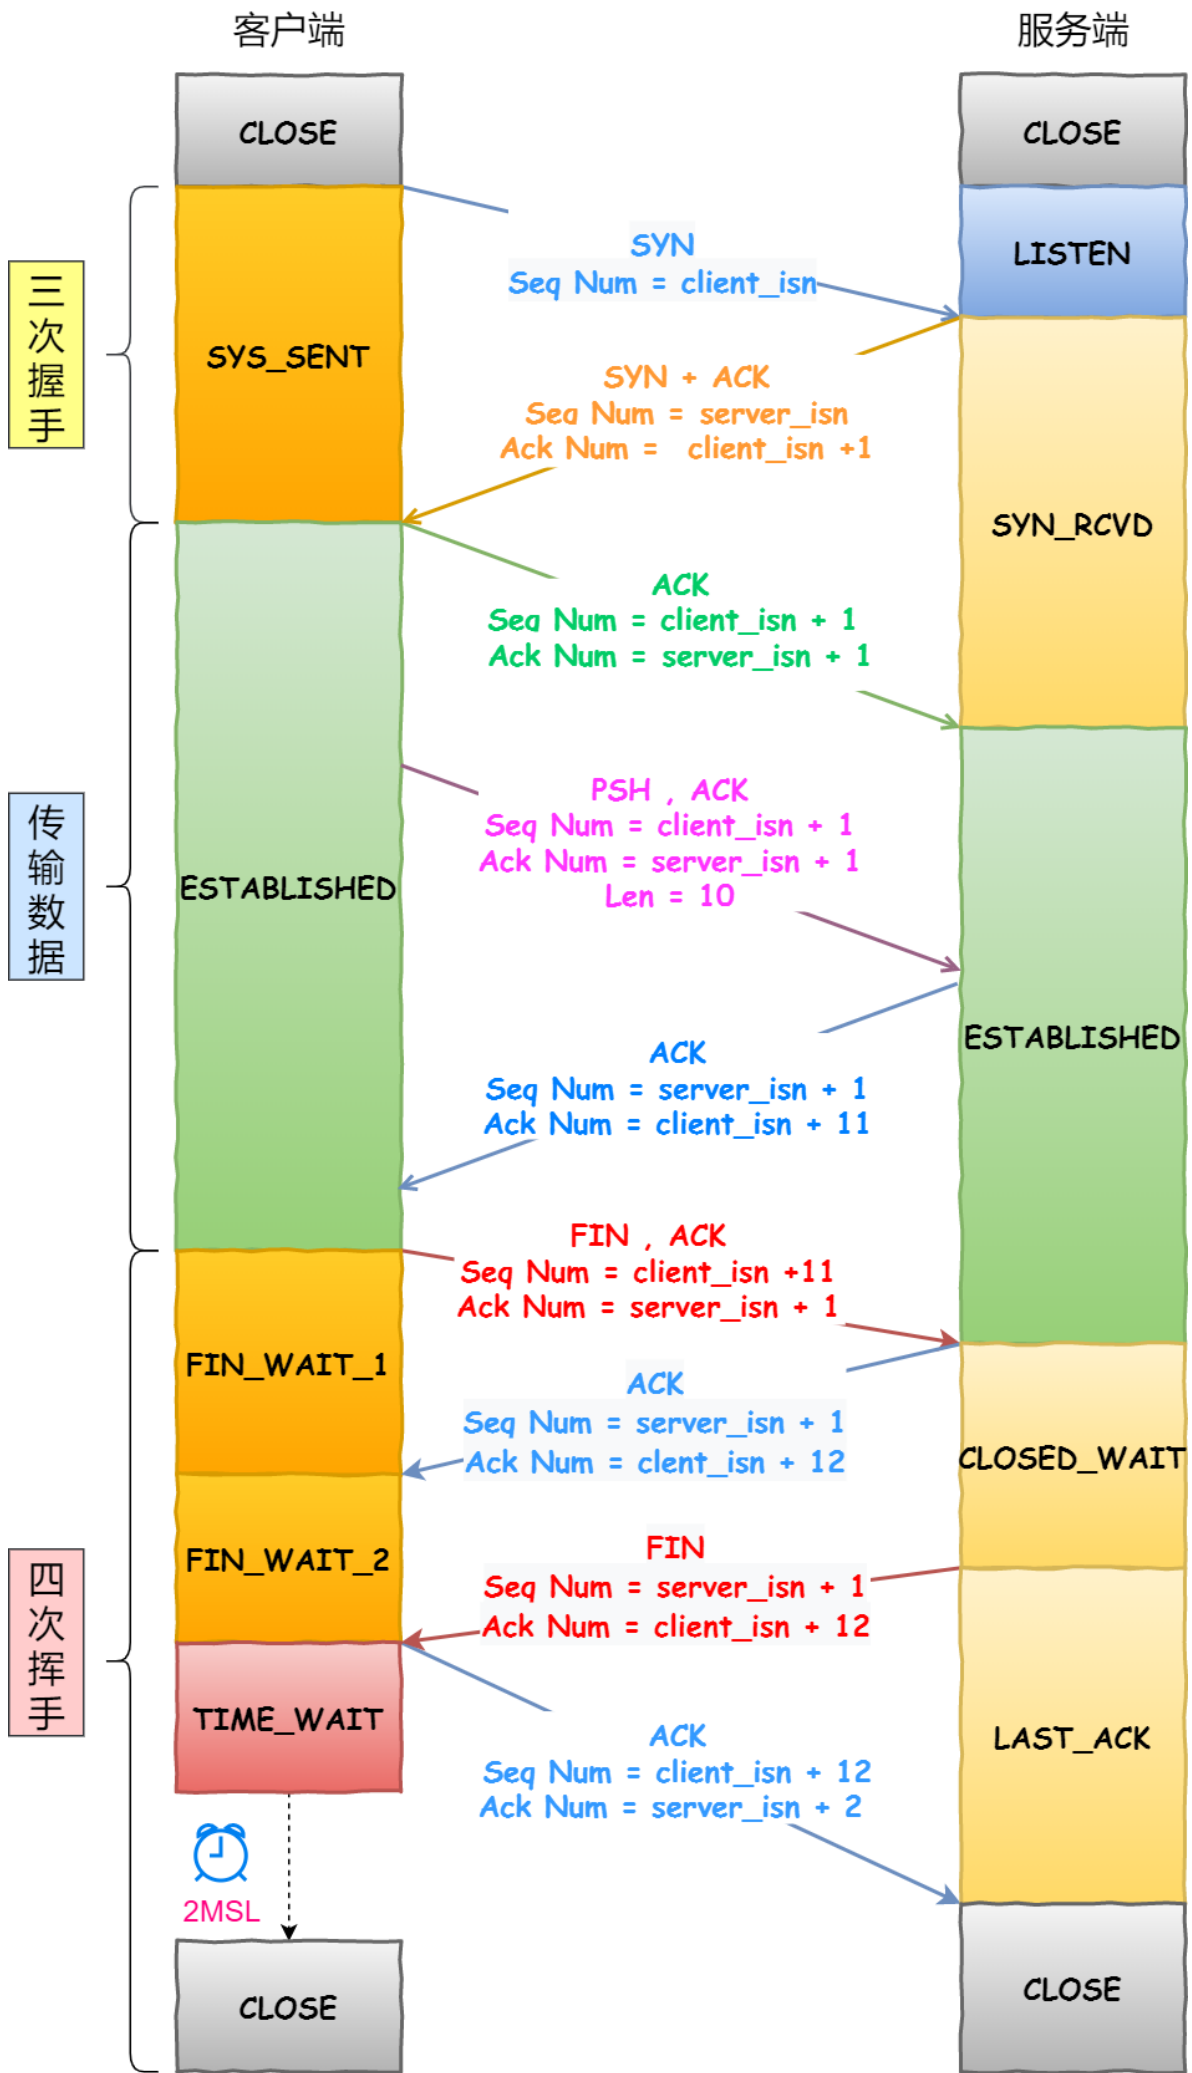 客户端
服务端
CLOSE
CLOSE
三次握手
SYS_SENT
LISTEN
SYN
Seq Num = client_isn
SYN + ACK
Seq Num = server_isn
Ack Num = client_isn +1
SYN_RCVD
ACK
Seq Num = client_isn + 1
Ack Num = server_isn + 1
传输数据
ESTABLISHED
PSH , ACK
Seq Num = client_isn + 1
Ack Num = server_isn + 1
Len = 10
ESTABLISHED
ACK
Seq Num = server_isn + 1
Ack Num = client_isn + 11
FIN , ACK
Seq Num = client_isn +11
Ack Num = server_isn + 1
四次挥手
FIN_WAIT_1
ACK
Seq Num = server_isn + 1
Ack Num = clent_isn + 12
CLOSED_WAIT
FIN_WAIT_2
FIN
Seq Num = server_isn + 1
Ack Num = client_isn + 12
TIME_WAIT
LAST_ACK
ACK
Seq Num = client_isn + 12
Ack Num = server_isn + 2
2MSL
CLOSE
CLOSE